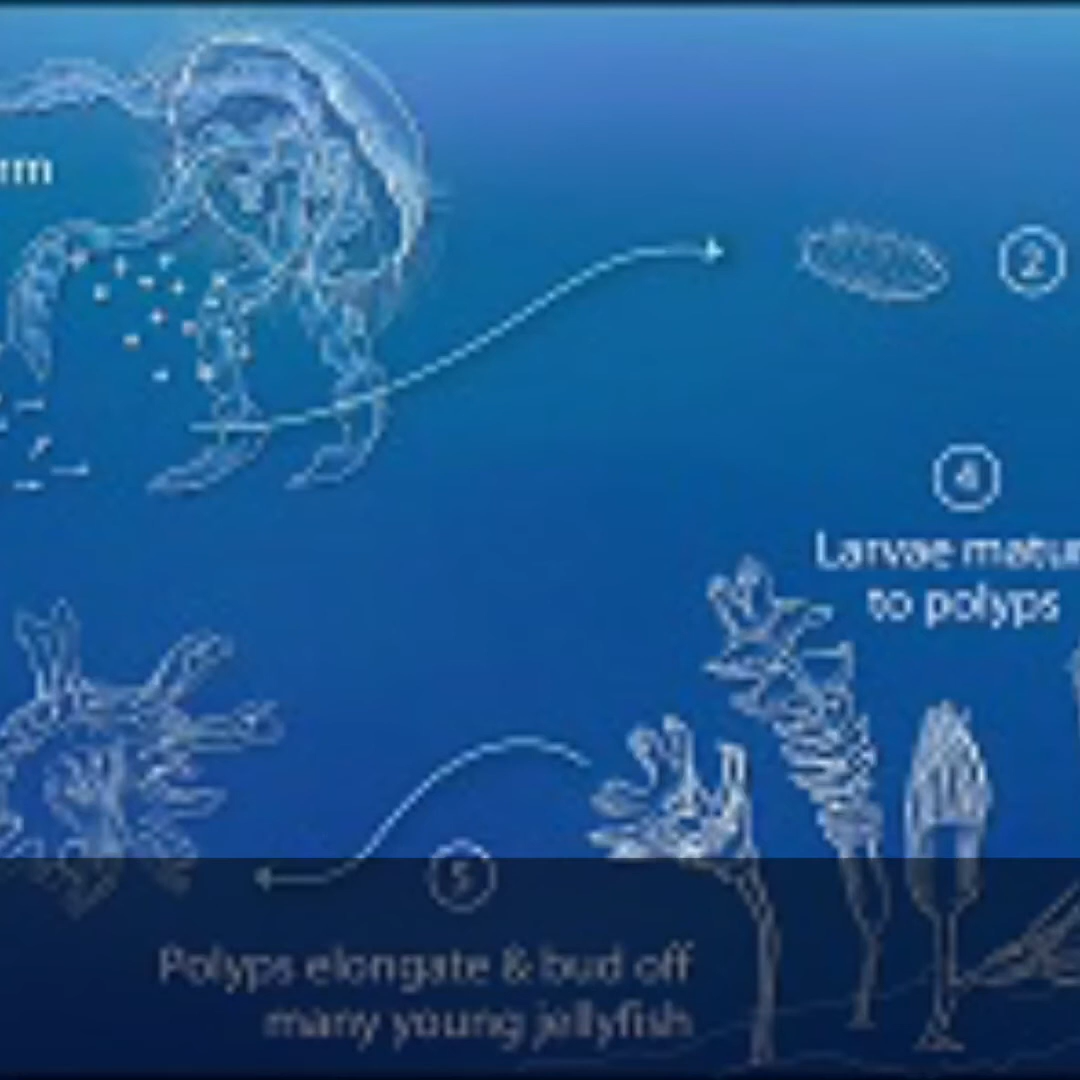 rm
2
4
Larvae matur
to polyps
5
Polyps elongate & bud off
many young jellyfish